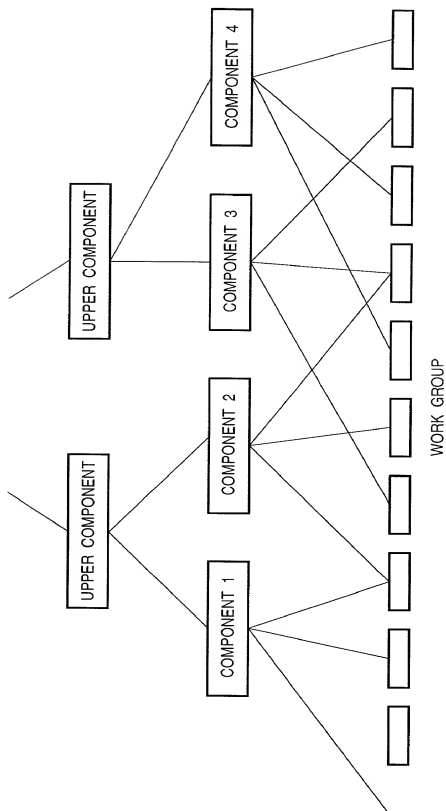 UPPER COMPONENT
UPPER COMPONENT
COMPONENT 1
COMPONENT 2
COMPONENT 3
COMPONENT 4
WORK GROUP